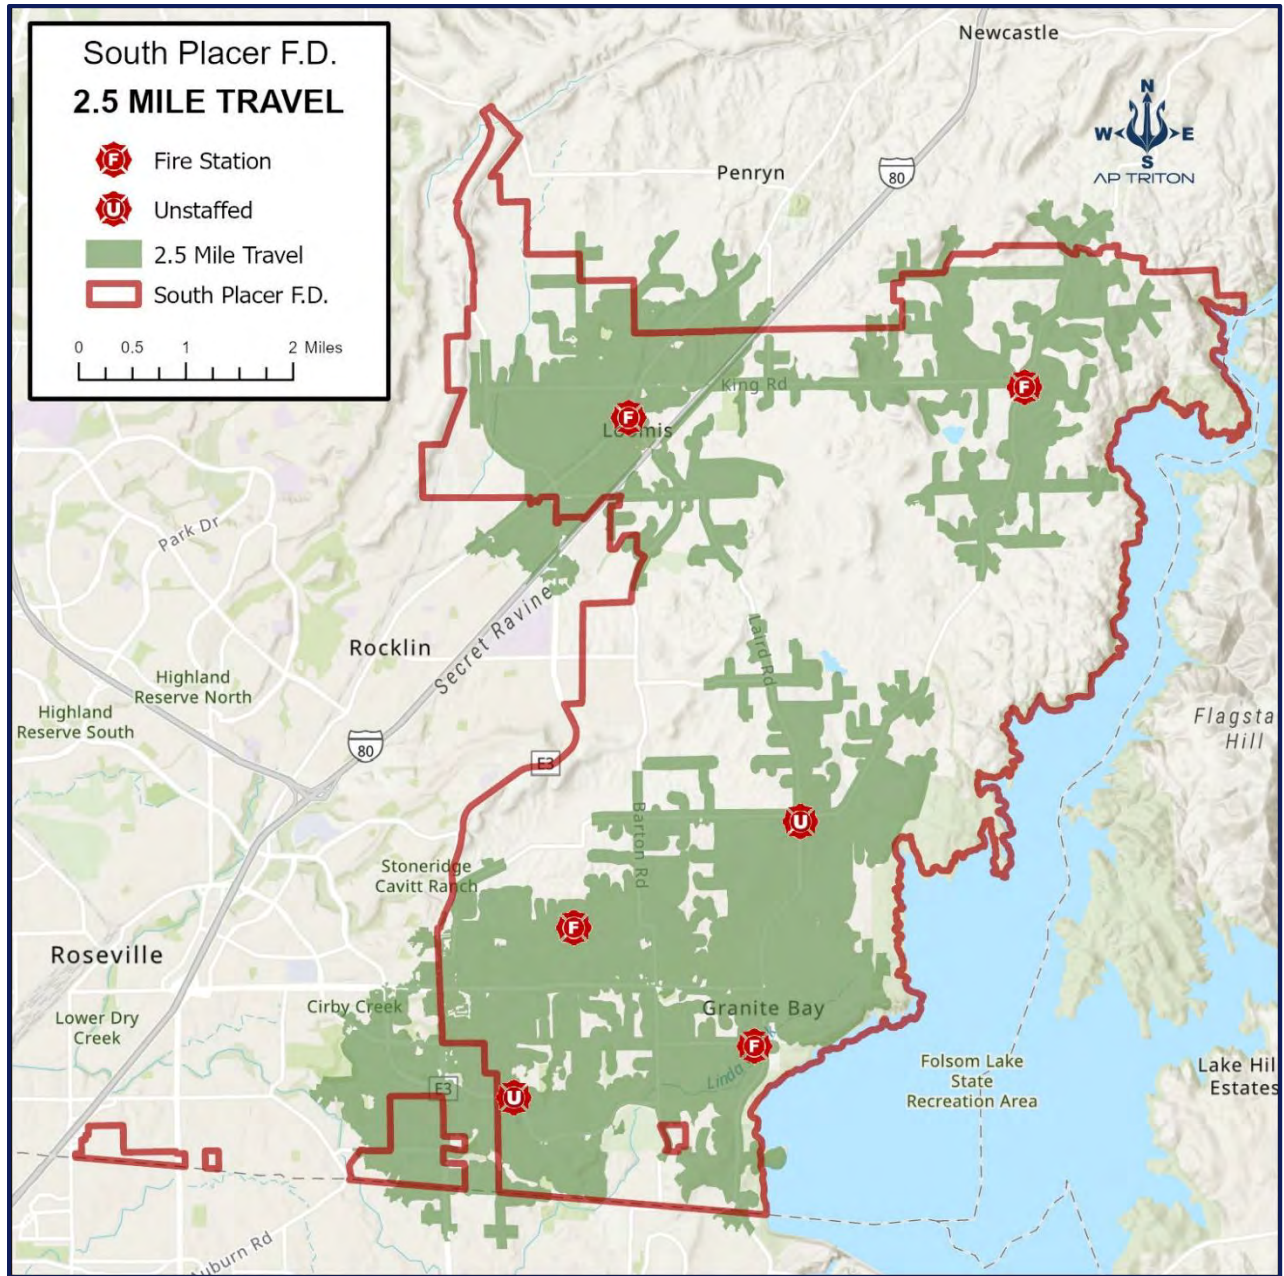 South Placer F.D.
2.5 MILE TRAVEL
F Fire Station
U Unstaffed
2.5 Mile Travel
South Placer F.D.
0 0.5 1 2 Miles
Newcastle
N
W E
S
AP TRITON
Penryn
80
King Rd
F
F
Loomis
Park Dr
Secret Ravine
Rocklin
Laird Rd
Highland
Reserve North
Highland
Reserve South
Flagsta
Hill
80
E3
U
Barton Rd
Stoneridge
Cavitt Ranch
F
Roseville
Cirby Creek
Granite Bay
Lower Dry
Creek
F
Linda
Folsom Lake
State
Recreation Area
Lake Hil
Estates
E3
U
Auburn Rd